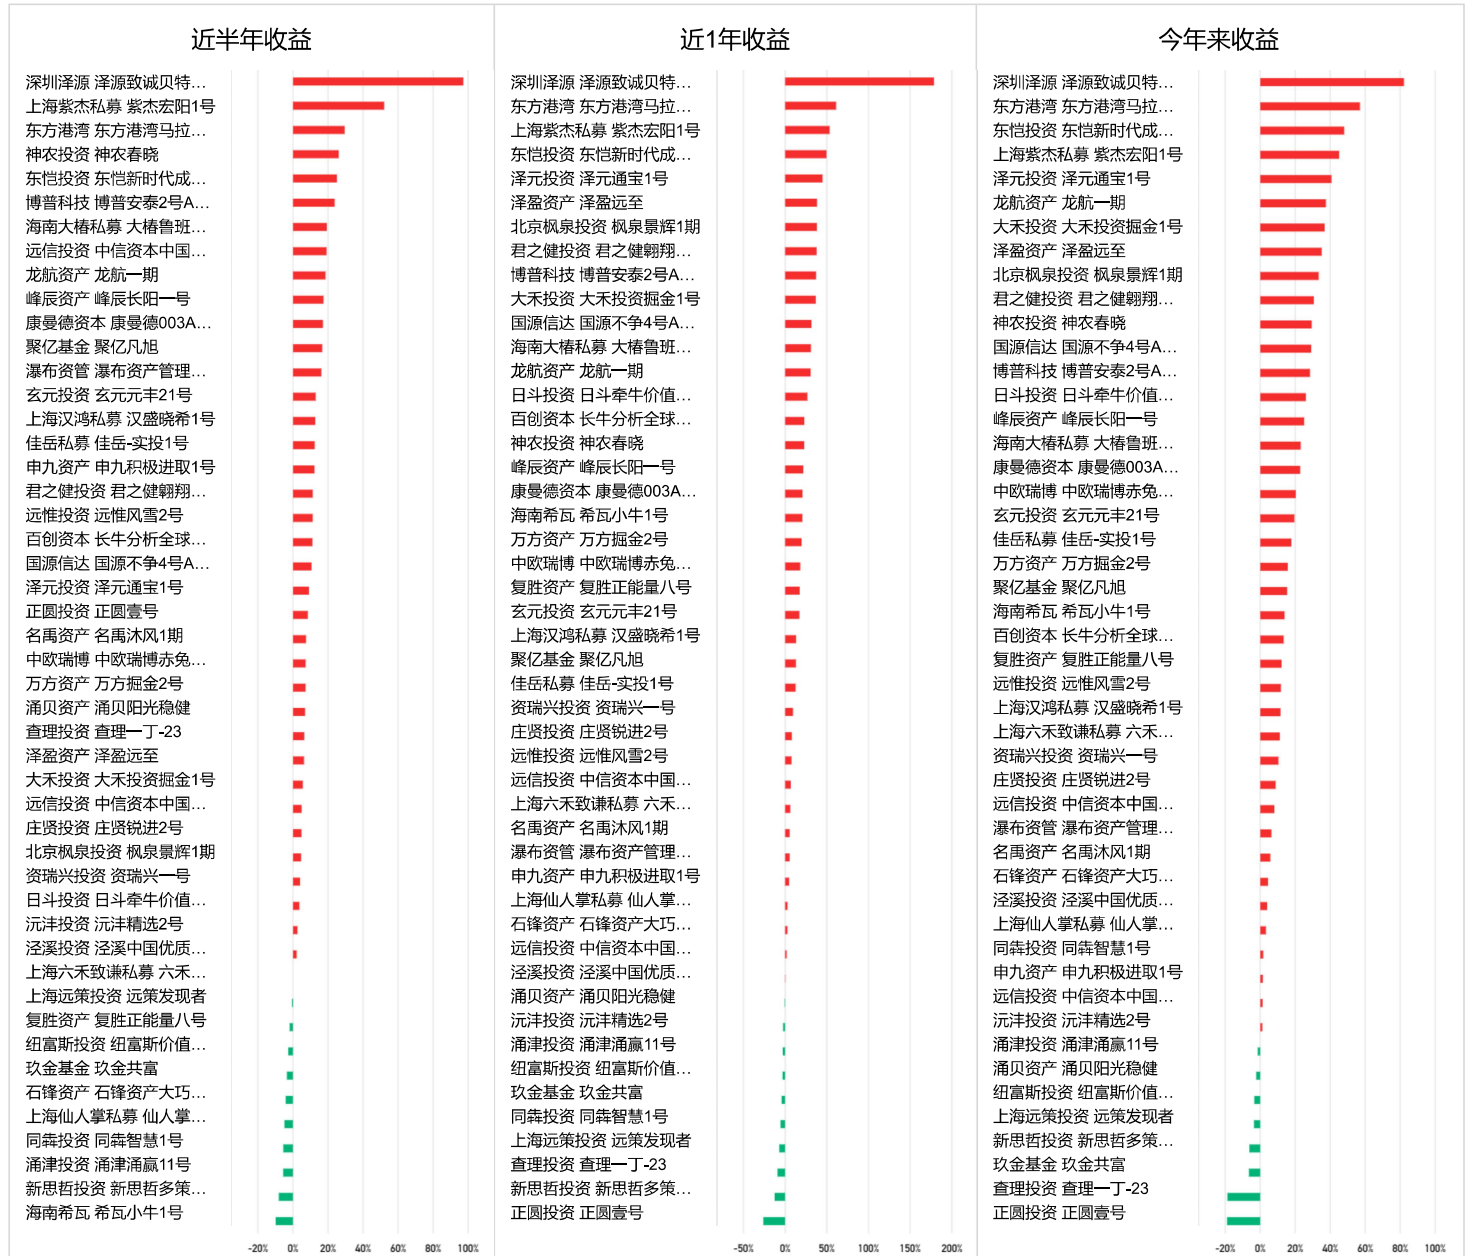 近半年收益
深圳泽源 泽源致诚贝特...
上海紫杰私募 紫杰宏阳1号
东方港湾 东方港湾马拉...
神农投资 神农春晓
东恺投资 东恺新时代成...
博普科技 博普安泰2号A...
海南大椿私募 大椿鲁班...
远信投资 中信资本中国...
龙航资产 龙航一期
峰辰资产 峰辰长阳一号
康曼德资本 康曼德003A...
聚亿基金 聚亿凡旭
瀑布资管 瀑布资产管理...
玄元投资 玄元元丰21号
上海汉鸿私募 汉盛晓希1号
佳岳私募 佳岳-实投1号
申九资产 申九积极进取1号
君之健投资 君之健翱翔...
远惟投资 远惟风雪2号
百创资本 长牛分析全球...
国源信达 国源不争4号A...
泽元投资 泽元通宝1号
正圆投资 正圆壹号
名禹资产 名禹沐风1期
中欧瑞博 中欧瑞博赤兔...
万方资产 万方掘金2号
涌贝资产 涌贝阳光稳健
查理投资 查理一丁-23
泽盈资产 泽盈远至
大禾投资 大禾投资掘金1号
远信投资 中信资本中国...
庄贤投资 庄贤锐进2号
北京枫泉投资 枫泉景辉1期
资瑞兴投资 资瑞兴一号
日斗投资 日斗牵牛价值...
沅沣投资 沅沣精选2号
泾溪投资 泾溪中国优质...
上海六禾致谦私募 六禾...
上海远策投资 远策发现者
复胜资产 复胜正能量八号
纽富斯投资 纽富斯价值...
玖金基金 玖金共富
石锋资产 石锋资产大巧...
上海仙人掌私募 仙人掌...
同犇投资 同犇智慧1号
涌津投资 涌津涌赢11号
新思哲投资 新思哲多策...
海南希瓦 希瓦小牛1号
-20% 0% 20% 40% 60% 80% 100%
近1年收益
深圳泽源 泽源致诚贝特...
东方港湾 东方港湾马拉...
上海紫杰私募 紫杰宏阳1号
东恺投资 东恺新时代成...
泽元投资 泽元通宝1号
泽盈资产 泽盈远至
北京枫泉投资 枫泉景辉1期
君之健投资 君之健翱翔...
博普科技 博普安泰2号A...
大禾投资 大禾投资掘金1号
国源信达 国源不争4号A...
海南大椿私募 大椿鲁班...
龙航资产 龙航一期
日斗投资 日斗牵牛价值...
百创资本 长牛分析全球...
神农投资 神农春晓
峰辰资产 峰辰长阳一号
康曼德资本 康曼德003A...
海南希瓦 希瓦小牛1号
万方资产 万方掘金2号
中欧瑞博 中欧瑞博赤兔...
复胜资产 复胜正能量八号
玄元投资 玄元元丰21号
上海汉鸿私募 汉盛晓希1号
聚亿基金 聚亿凡旭
佳岳私募 佳岳-实投1号
资瑞兴投资 资瑞兴一号
庄贤投资 庄贤锐进2号
远惟投资 远惟风雪2号
远信投资 中信资本中国...
上海六禾致谦私募 六禾...
名禹资产 名禹沐风1期
瀑布资管 瀑布资产管理...
申九资产 申九积极进取1号
上海仙人掌私募 仙人掌...
石锋资产 石锋资产大巧...
远信投资 中信资本中国...
泾溪投资 泾溪中国优质...
涌贝资产 涌贝阳光稳健
沅沣投资 沅沣精选2号
涌津投资 涌津涌赢11号
纽富斯投资 纽富斯价值...
玖金基金 玖金共富
同犇投资 同犇智慧1号
上海远策投资 远策发现者
查理投资 查理一丁-23
新思哲投资 新思哲多策...
正圆投资 正圆壹号
-50% 0% 50% 100% 150% 200%
今年来收益
深圳泽源 泽源致诚贝特...
东方港湾 东方港湾马拉...
东恺投资 东恺新时代成...
上海紫杰私募 紫杰宏阳1号
泽元投资 泽元通宝1号
龙航资产 龙航一期
大禾投资 大禾投资掘金1号
泽盈资产 泽盈远至
北京枫泉投资 枫泉景辉1期
君之健投资 君之健翱翔...
神农投资 神农春晓
国源信达 国源不争4号A...
博普科技 博普安泰2号A...
日斗投资 日斗牵牛价值...
峰辰资产 峰辰长阳一号
海南大椿私募 大椿鲁班...
康曼德资本 康曼德003A...
中欧瑞博 中欧瑞博赤兔...
玄元投资 玄元元丰21号
佳岳私募 佳岳-实投1号
万方资产 万方掘金2号
聚亿基金 聚亿凡旭
海南希瓦 希瓦小牛1号
百创资本 长牛分析全球...
复胜资产 复胜正能量八号
远惟投资 远惟风雪2号
上海汉鸿私募 汉盛晓希1号
上海六禾致谦私募 六禾...
资瑞兴投资 资瑞兴一号
庄贤投资 庄贤锐进2号
远信投资 中信资本中国...
瀑布资管 瀑布资产管理...
名禹资产 名禹沐风1期
石锋资产 石锋资产大巧...
泾溪投资 泾溪中国优质...
上海仙人掌私募 仙人掌...
同犇投资 同犇智慧1号
申九资产 申九积极进取1号
远信投资 中信资本中国...
沅沣投资 沅沣精选2号
涌津投资 涌津涌赢11号
涌贝资产 涌贝阳光稳健
纽富斯投资 纽富斯价值...
上海远策投资 远策发现者
新思哲投资 新思哲多策...
玖金基金 玖金共富
查理投资 查理一丁-23
正圆投资 正圆壹号
-20% 0% 20% 40% 60% 80% 100%